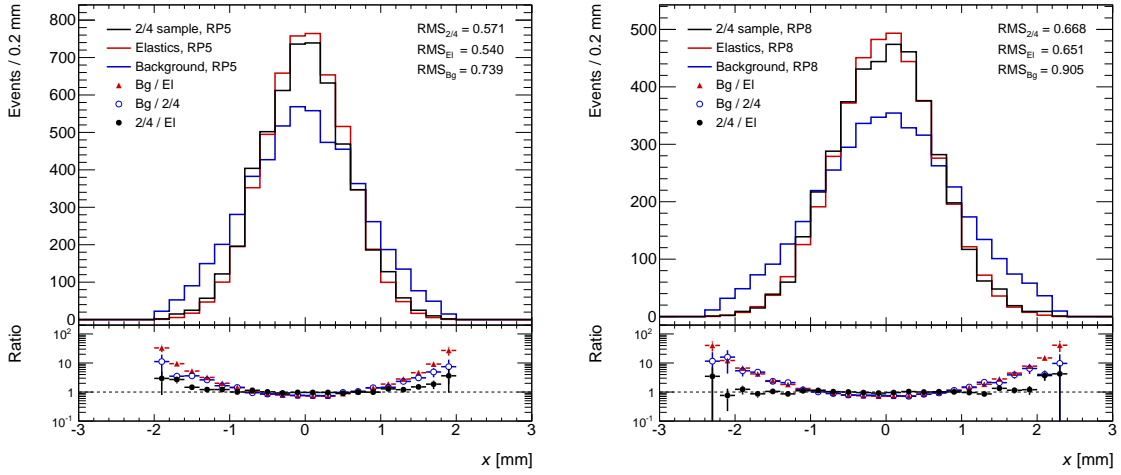 Events / 0.2 mm
800
700
600
500
400
300
200
100
0
2/4 sample, RP5
Elastics, RP5
Background, RP5
Bg / El
Bg / 2/4
2/4 / El
RMS2/4 = 0.571
RMSEl = 0.540
RMSBg = 0.739
Ratio
10²
10
1
10⁻¹
−3 −2 −1 0 1 2 3
x [mm]
Events / 0.2 mm
500
400
300
200
100
0
2/4 sample, RP8
Elastics, RP8
Background, RP8
Bg / El
Bg / 2/4
2/4 / El
RMS2/4 = 0.668
RMSEl = 0.651
RMSBg = 0.905
Ratio
10²
10
1
10⁻¹
−3 −2 −1 0 1 2 3
x [mm]